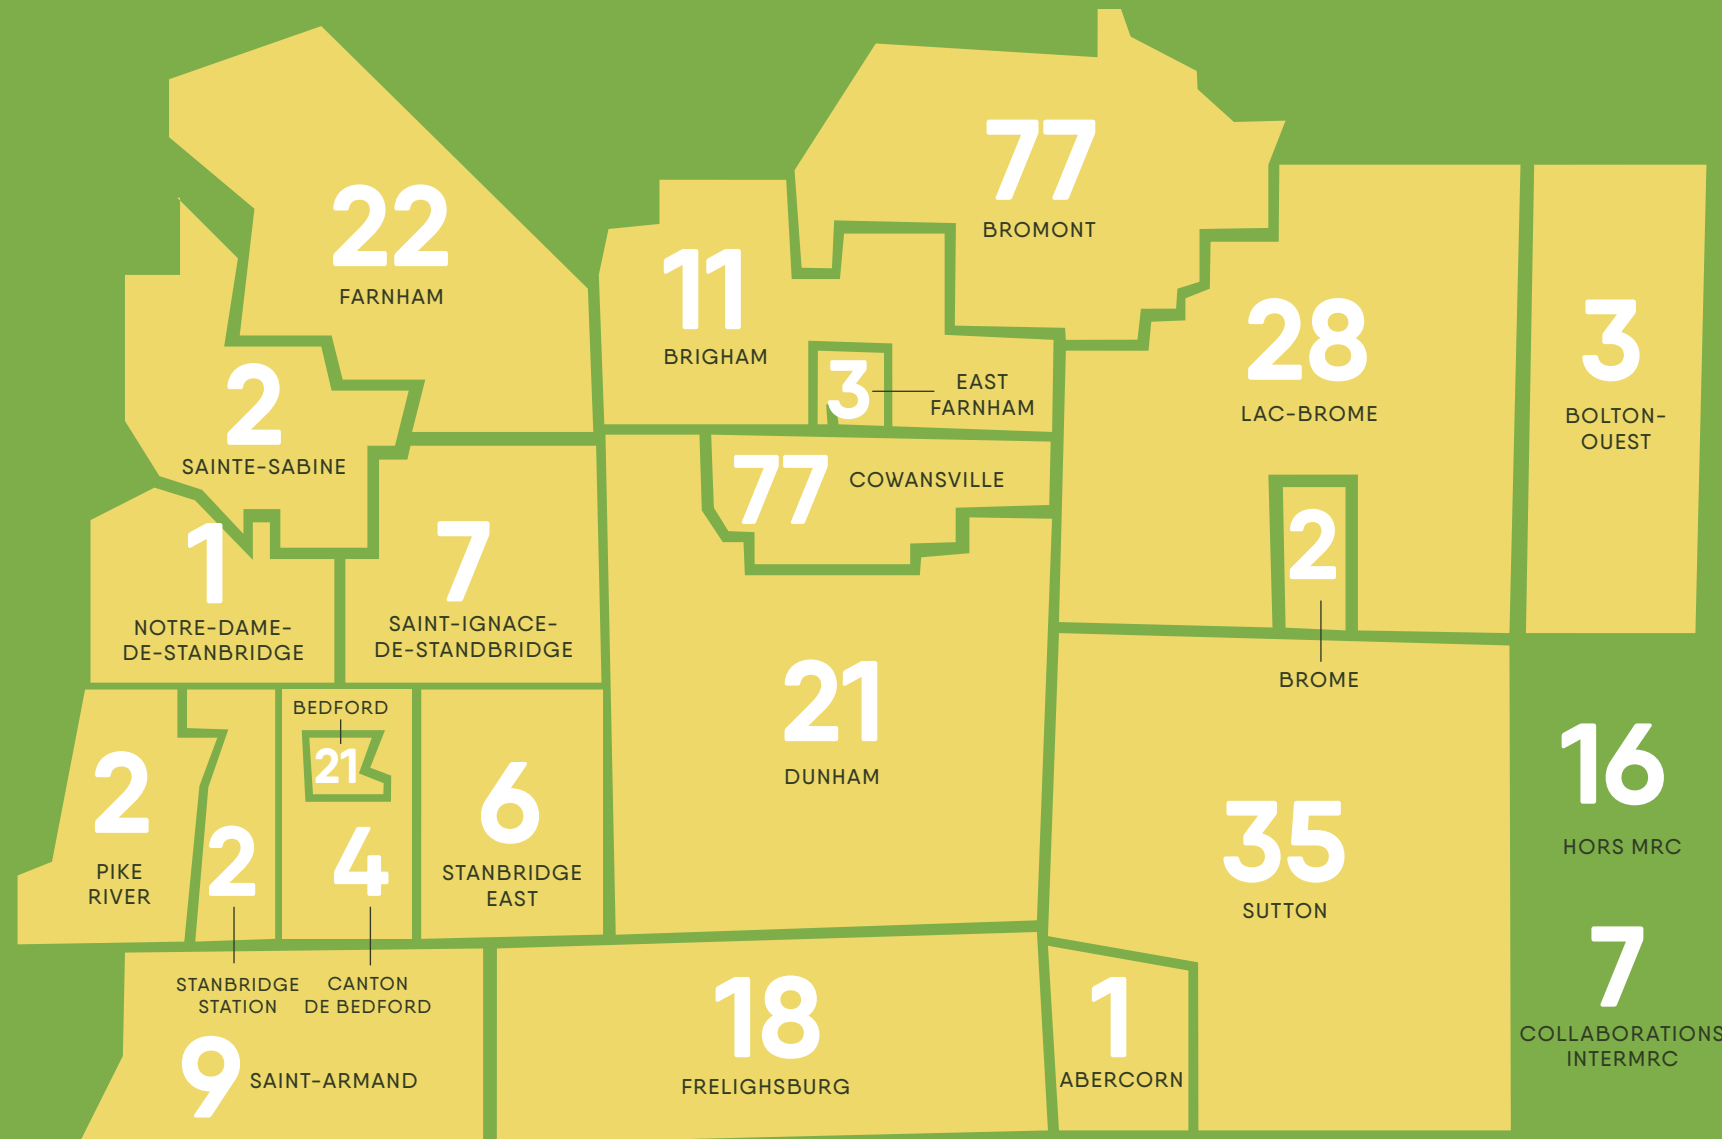 77
BROMONT
22
FARNHAM
11
BRIGHAM
3
EAST
FARNHAM
28
LAC-BROME
3
BOLTON-
OUEST
2
SAINTE-SABINE
77
COWANSVILLE
2
BROME
1
NOTRE-DAME-
DE-STANBRIDGE
7
SAINT-IGNACE-
DE-STANDBRIDGE
21
DUNHAM
BEDFORD
21
2
PIKE
RIVER
2
STANBRIDGE
STATION
4
CANTON
DE BEDFORD
6
STANBRIDGE
EAST
35
SUTTON
16
HORS MRC
7
COLLABORATIONS
INTERMRC
9
SAINT-ARMAND
18
FRELIGHSBURG
1
ABERCORN